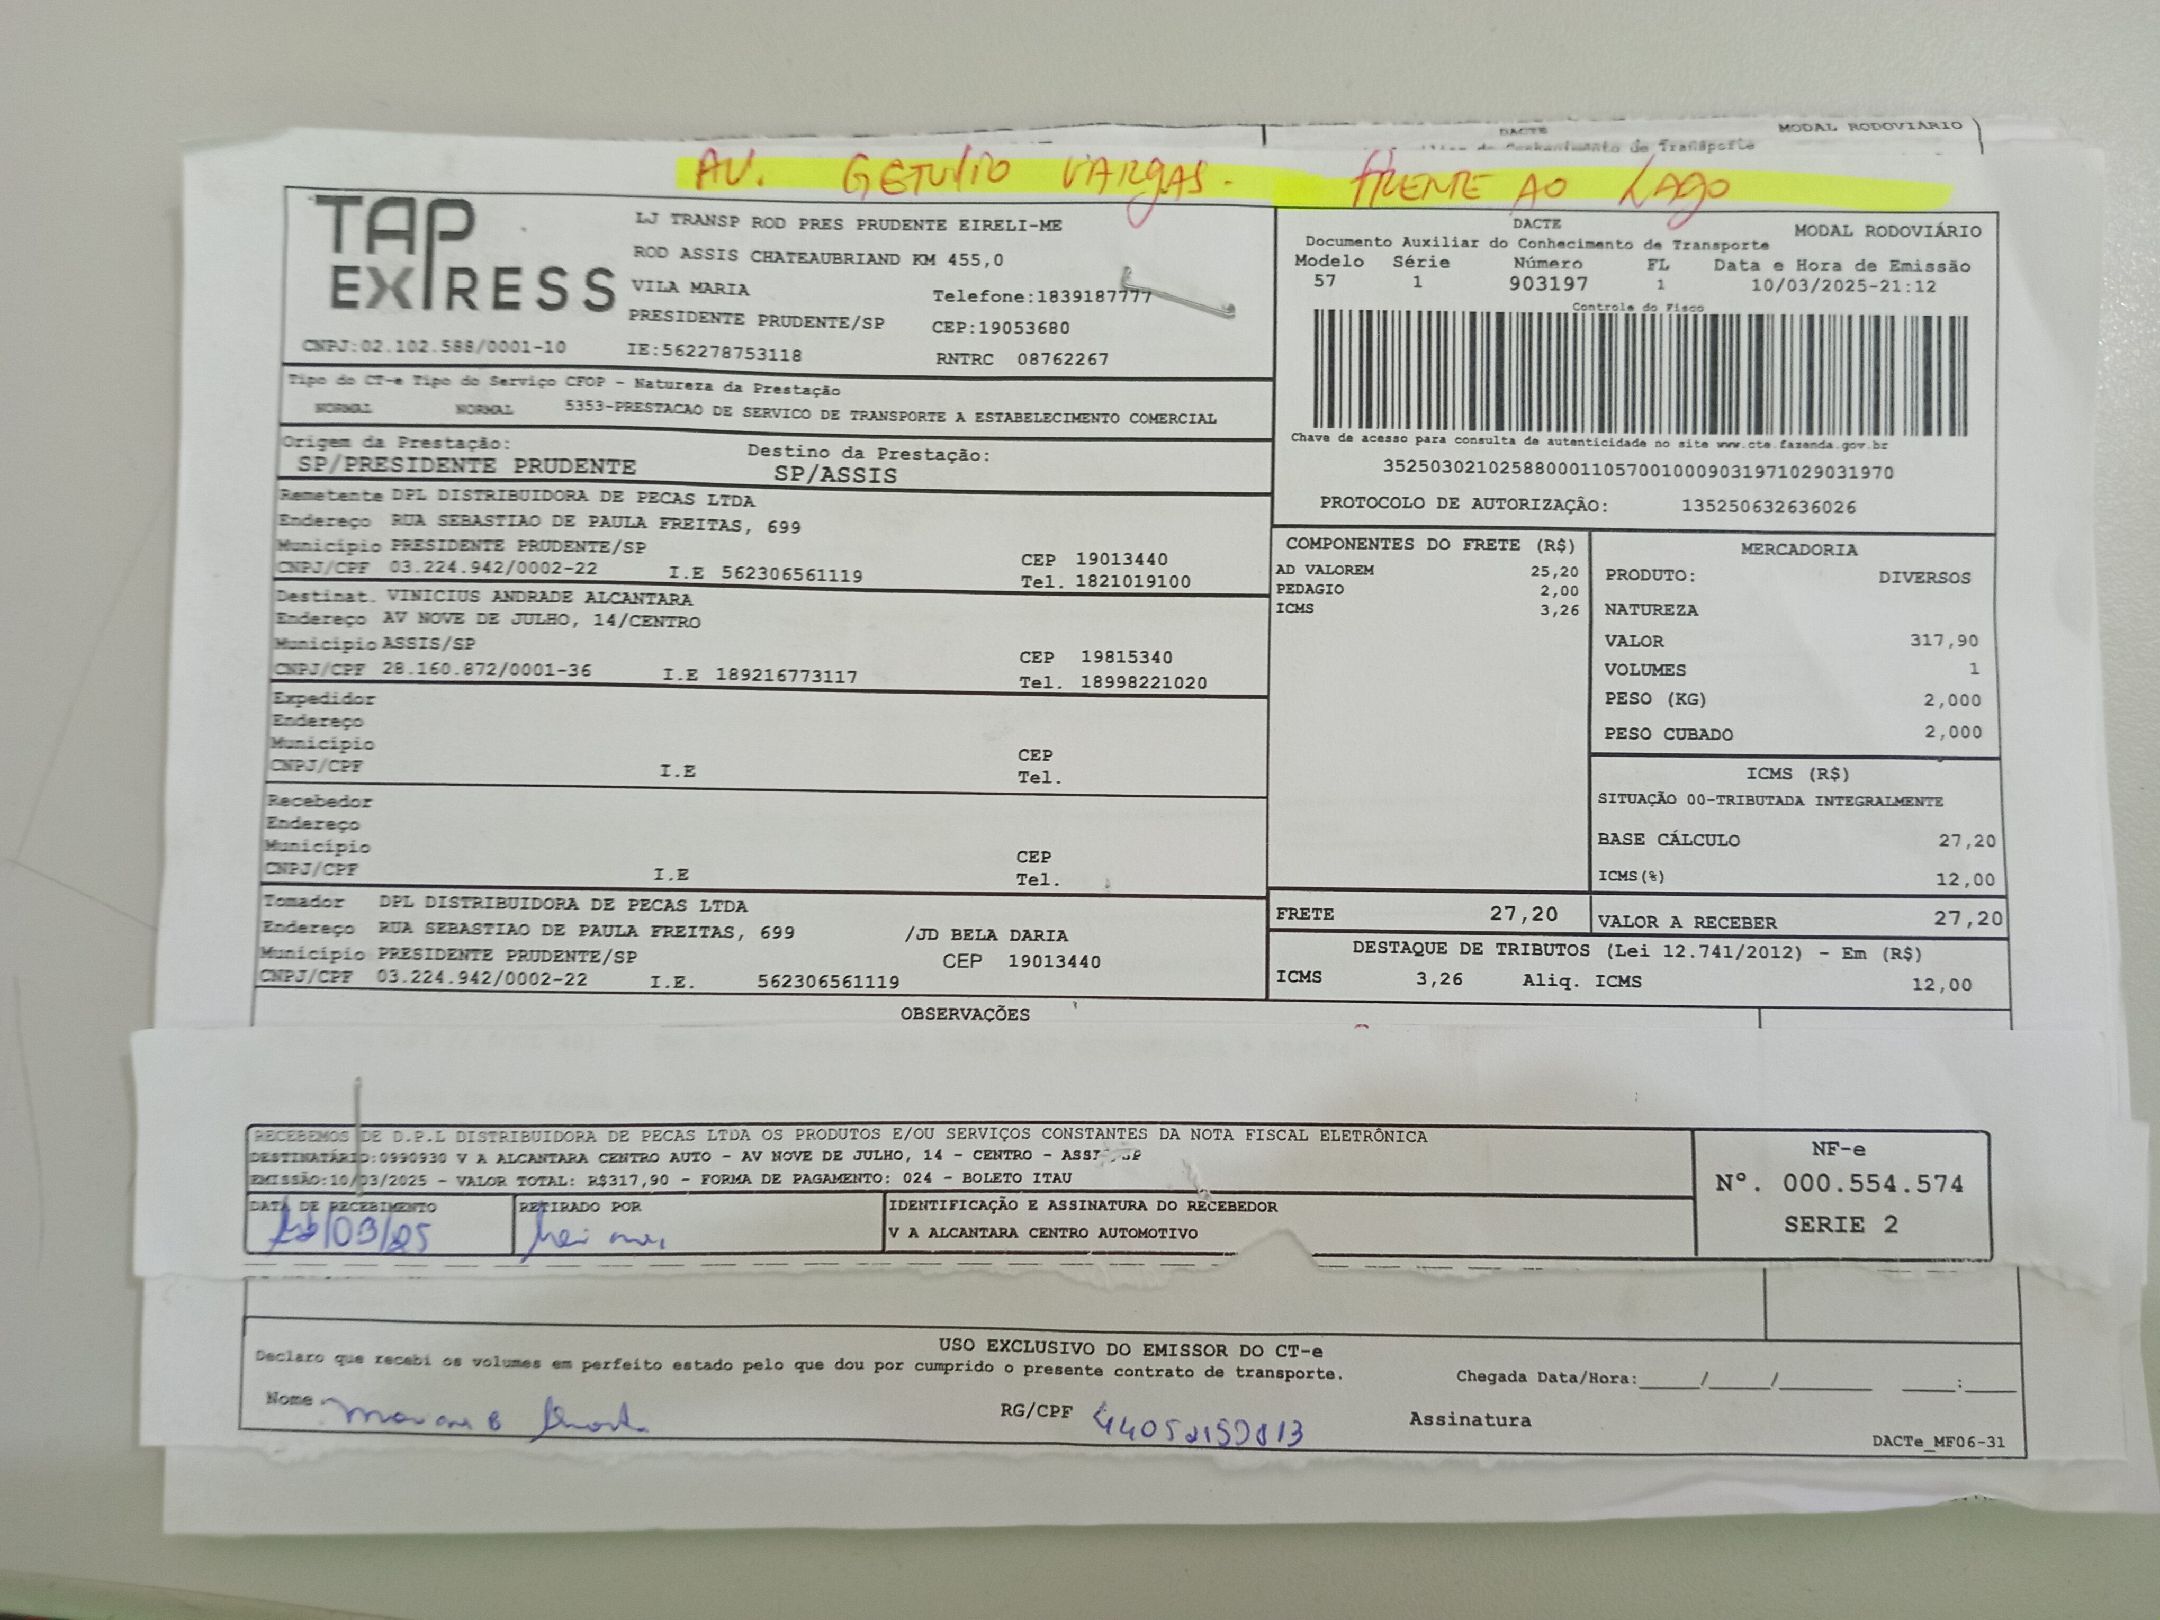 DACTE
MODAL RODOVIÁRIO
AV. GETULIO VARGAS. FRENTE AO LAGO
TAP EXPRESS
LJ TRANSP ROD PRES PRUDENTE EIRELI-ME
ROD ASSIS CHATEAUBRIAND KM 455,0
VILA MARIA Telefone:1839187777
PRESIDENTE PRUDENTE/SP CEP:19053680
CNPJ:02.102.588/0001-10 IE:562278753118 RNTRC 08762267
DACTE MODAL RODOVIÁRIO
Documento Auxiliar do Conhecimento de Transporte
Modelo Série Número FL Data e Hora de Emissão
57 1 903197 1 10/03/2025-21:12
Controle do Fisco
Chave de acesso para consulta de autenticidade no site www.cte.fazenda.gov.br
35250302102588000110570010009031971029031970
PROTOCOLO DE AUTORIZAÇÃO: 135250632636026
Tipo do CT-e Tipo do Serviço CFOP - Natureza da Prestação
NORMAL NORMAL 5353-PRESTACAO DE SERVICO DE TRANSPORTE A ESTABELECIMENTO COMERCIAL
Origem da Prestação: Destino da Prestação:
SP/PRESIDENTE PRUDENTE SP/ASSIS
Remetente DPL DISTRIBUIDORA DE PECAS LTDA
Endereço RUA SEBASTIAO DE PAULA FREITAS, 699
Município PRESIDENTE PRUDENTE/SP CEP 19013440
CNPJ/CPF 03.224.942/0002-22 I.E 562306561119 Tel. 1821019100
Destinat. VINICIUS ANDRADE ALCANTARA
Endereço AV NOVE DE JULHO, 14/CENTRO
Município ASSIS/SP CEP 19815340
CNPJ/CPF 28.160.872/0001-36 I.E 189216773117 Tel. 18998221020
Expedidor
Endereço
Município CEP
CNPJ/CPF I.E Tel.
Recebedor
Endereço
Município CEP
CNPJ/CPF I.E Tel.
Tomador DPL DISTRIBUIDORA DE PECAS LTDA
Endereço RUA SEBASTIAO DE PAULA FREITAS, 699 /JD BELA DARIA
Município PRESIDENTE PRUDENTE/SP CEP 19013440
CNPJ/CPF 03.224.942/0002-22 I.E. 562306561119
COMPONENTES DO FRETE (R$)
AD VALOREM 25,20
PEDAGIO 2,00
ICMS 3,26
MERCADORIA
PRODUTO: DIVERSOS
NATUREZA
VALOR 317,90
VOLUMES 1
PESO (KG) 2,000
PESO CUBADO 2,000
ICMS (R$)
SITUAÇÃO 00-TRIBUTADA INTEGRALMENTE
BASE CÁLCULO 27,20
ICMS(%) 12,00
FRETE 27,20 VALOR A RECEBER 27,20
DESTAQUE DE TRIBUTOS (Lei 12.741/2012) - Em (R$)
ICMS 3,26 Aliq. ICMS 12,00
OBSERVAÇÕES
RECEBEMOS DE D.P.L DISTRIBUIDORA DE PECAS LTDA OS PRODUTOS E/OU SERVIÇOS CONSTANTES DA NOTA FISCAL ELETRÔNICA
DESTINATÁRIO:0990930 V A ALCANTARA CENTRO AUTO - AV NOVE DE JULHO, 14 - CENTRO -
EMISSÃO:10/03/2025 - VALOR TOTAL: R$317,90 - FORMA DE PAGAMENTO: 024 - BOLETO ITAU
DATA DE RECEBIMENTO RETIRADO POR IDENTIFICAÇÃO E ASSINATURA DO RECEBEDOR
V A ALCANTARA CENTRO AUTOMOTIVO
NF-e
Nº. 000.554.574
SERIE 2
USO EXCLUSIVO DO EMISSOR DO CT-e
Declaro que recebi os volumes em perfeito estado pelo que dou por cumprido o presente contrato de transporte.
Chegada Data/Hora:____/____/______ ____:____
Nome RG/CPF Assinatura
DACTe_MF06-31